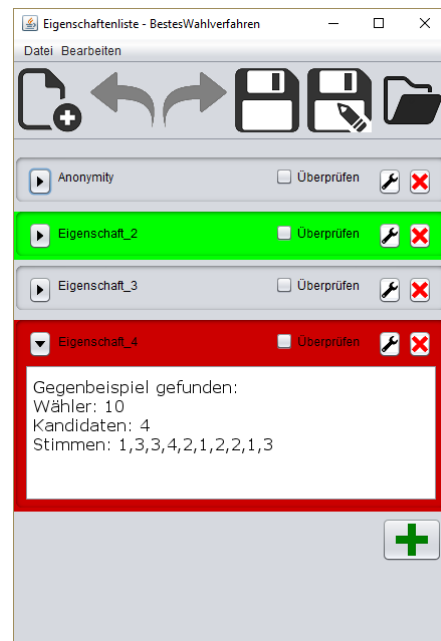 Eigenschaftenliste - BestesWahlverfahren
Datei Bearbeiten
Anonymity Überprüfen
Eigenschaft_2 Überprüfen
Eigenschaft_3 Überprüfen
Eigenschaft_4 Überprüfen
Gegenbeispiel gefunden:
Wähler: 10
Kandidaten: 4
Stimmen: 1,3,3,4,2,1,2,2,1,3